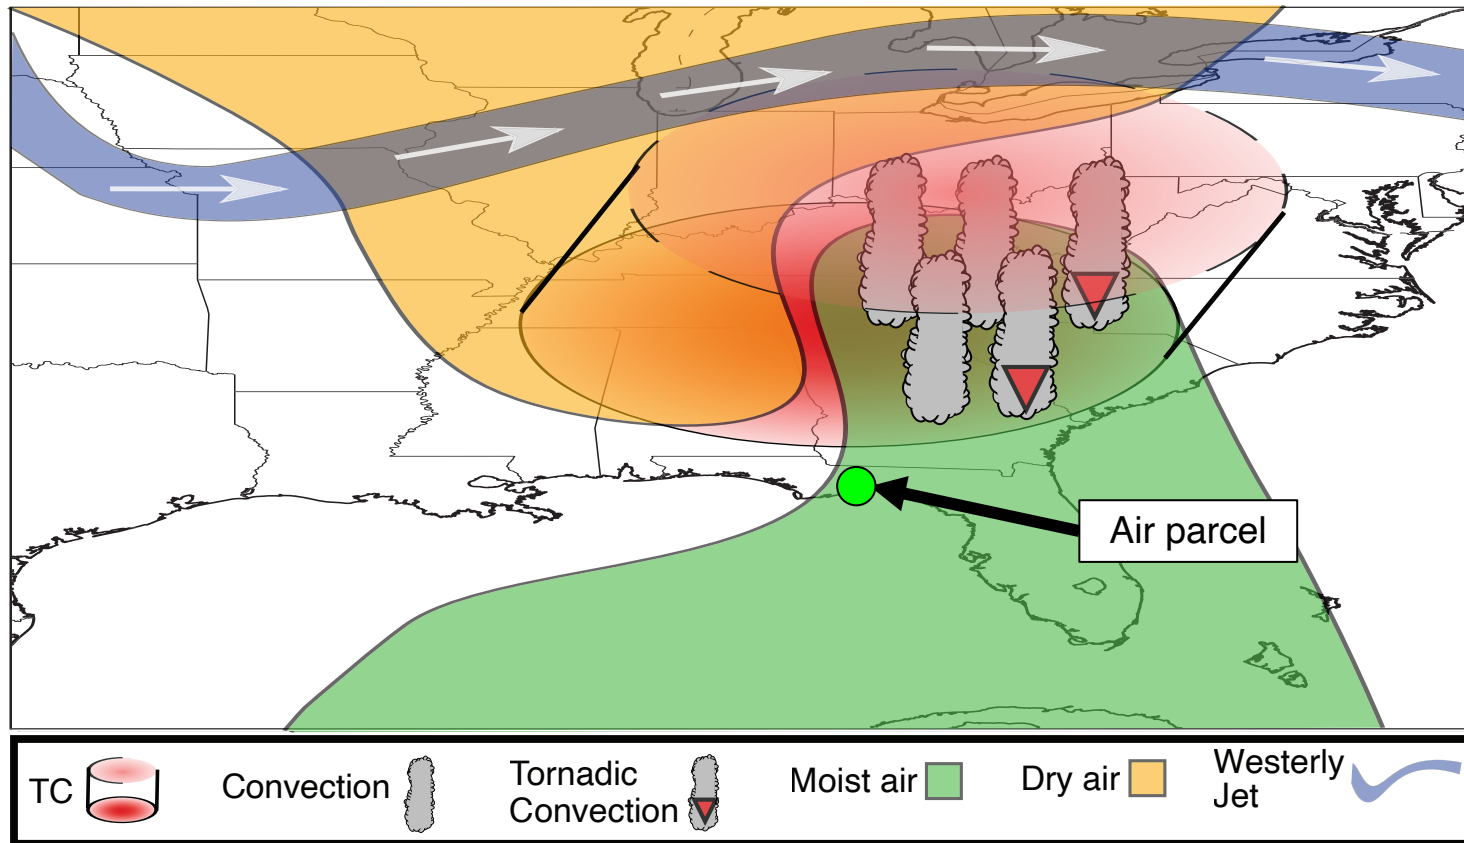 Air parcel
TC
Convection
Tornadic
Convection
Moist air
Dry air
Westerly
Jet